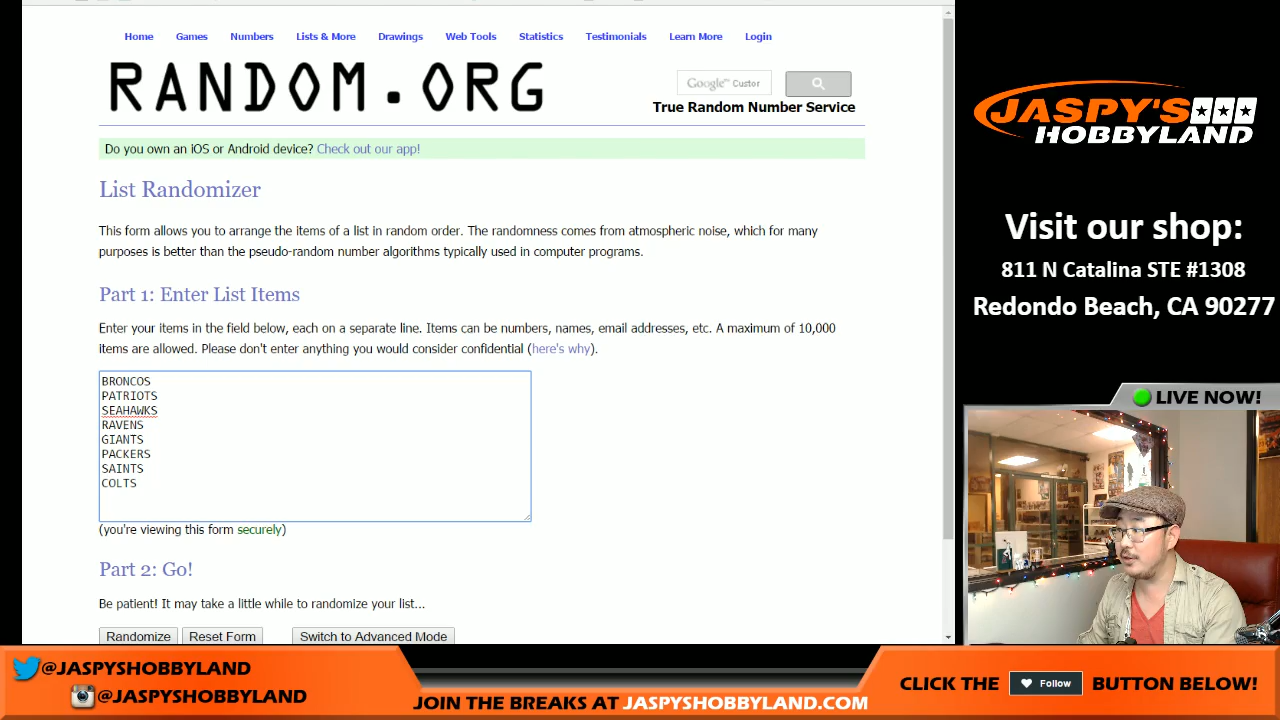 Home Games Numbers Lists & More Drawings Web Tools Statistics Testimonials Learn More Login
RANDOM.ORG
Google™ Custor
True Random Number Service
Do you own an iOS or Android device? Check out our app!
List Randomizer
This form allows you to arrange the items of a list in random order. The randomness comes from atmospheric noise, which for many
purposes is better than the pseudo-random number algorithms typically used in computer programs.
Part 1: Enter List Items
Enter your items in the field below, each on a separate line. Items can be numbers, names, email addresses, etc. A maximum of 10,000
items are allowed. Please don't enter anything you would consider confidential (here's why).
BRONCOS
PATRIOTS
SEAHAWKS
RAVENS
GIANTS
PACKERS
SAINTS
COLTS
(you're viewing this form securely)
Part 2: Go!
Be patient! It may take a little while to randomize your list...
Randomize Reset Form Switch to Advanced Mode
JASPY'S
HOBBYLAND
Visit our shop:
811 N Catalina STE #1308
Redondo Beach, CA 90277
LIVE NOW!
@JASPYSHOBBYLAND
@JASPYSHOBBYLAND
JOIN THE BREAKS AT JASPYSHOBBYLAND.COM
CLICK THE Follow BUTTON BELOW!